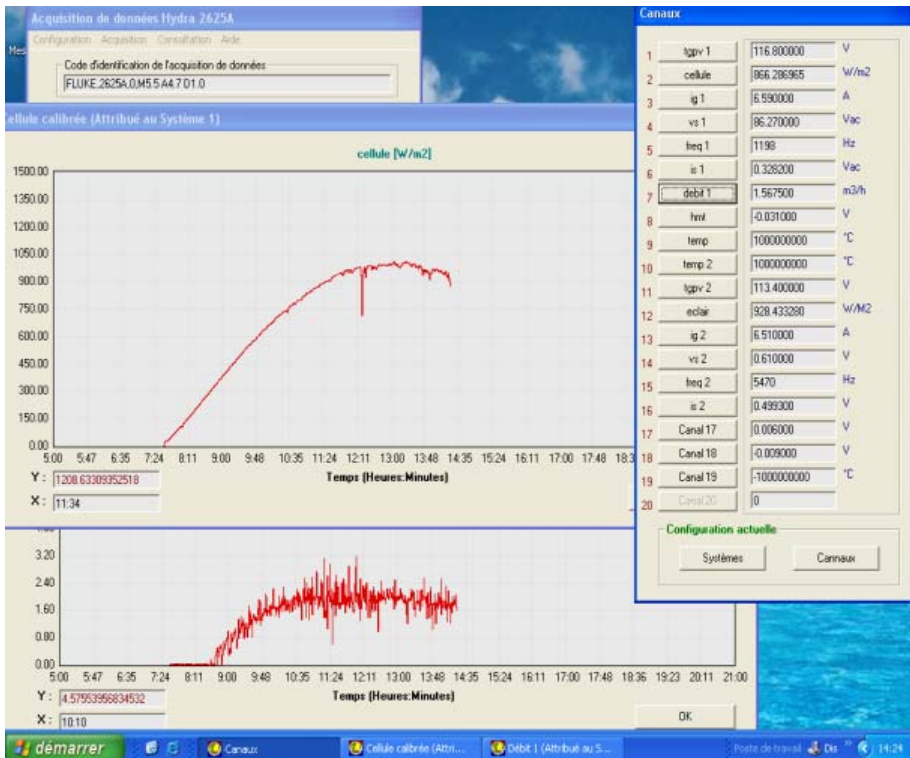 Acquisition de données Hydra 2625A
Configuration Acquisition Consultation Aide
Mes
Code d'identification de l'acquisition de données
FLUKE,2625A,0,M5.5 A4.7 D1.0
Cellule calibrée (Attribué au Système 1)
cellule [W/m2]
1500.00
1350.00
1200.00
1050.00
900.00
750.00
600.00
450.00
300.00
150.00
0.00
5:00 5:47 6:35 7:24 8:11 9:00 9:48 10:35 11:24 12:11 13:00 13:48 14:35 15:24 16:11 17:00 17:48 18:3
Temps (Heures:Minutes)
Y : 1208.63309352518
X : 11:34
3.20
2.40
1.60
0.80
0.00
5:00 5:47 6:35 7:24 8:11 9:00 9:48 10:35 11:24 12:11 13:00 13:48 14:35 15:24 16:11 17:00 17:48 18:36 19:23 20:11 21:00
Temps (Heures:Minutes)
Y : 4.57553956834532
X : 10:10
OK
Canaux
1 tgpv 1 116.800000 V
2 cellule 866.286965 W/m2
3 ig 1 6.590000 A
4 vs 1 86.270000 Vac
5 freq 1 1198 Hz
6 is 1 0.328200 Vac
7 debit 1 1.567500 m3/h
8 hmt -0.031000 V
9 temp 1000000000 °C
10 temp 2 1000000000 °C
11 tgpv 2 113.400000 V
12 eclair 928.433280 W/M2
13 ig 2 6.510000 A
14 vs 2 0.610000 V
15 freq 2 5470 Hz
16 is 2 0.499300 V
17 Canal 17 0.006000 V
18 Canal 18 -0.009000 V
19 Canal 19 -1000000000 °C
20 Canal 20 0
Configuration actuelle
Systèmes Cannaux
démarrer
Canaux
Cellule calibrée (Attri...
Débit 1 (Attribué au S...
Poste de travail
Dis
14:24